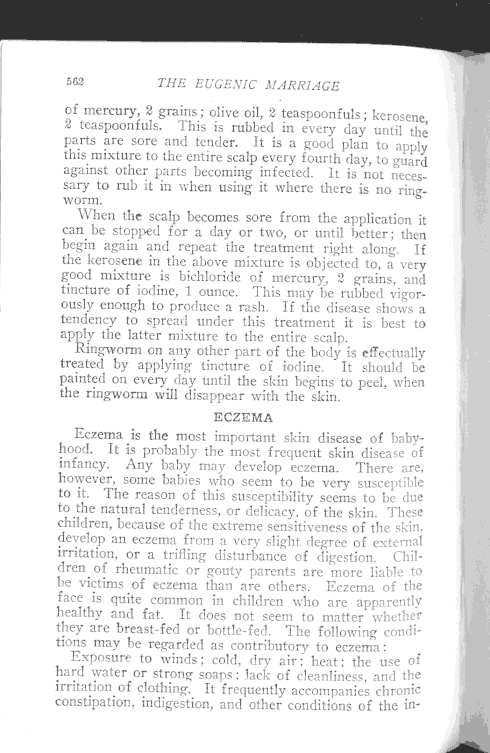 562
THE EUGENIC MARRIAGE
of mercury, 2 grains; olive oil, 2 teaspoonfuls; kerosene,
2 teaspoonfuls. This is rubbed in every day until the
parts are sore and tender. It is a good plan to apply
this mixture to the entire scalp every fourth day, to guard
against other parts becoming infected. It is not neces-
sary to rub it in when using it where there is no ring-
worm.
When the scalp becomes sore from the application it
can be stopped for a day or two, or until better; then
begin again and repeat the treatment right along. If
the kerosene in the above mixture is objected to, a very
good mixture is bichloride of mercury, 2 grains, and
tincture of iodine, 1 ounce. This may be rubbed vigor-
ously enough to produce a rash. If the disease shows a
tendency to spread under this treatment it is best to
apply the latter mixture to the entire scalp.
Ringworm on any other part of the body is effectually
treated by applying tincture of iodine. It should be
painted on every day until the skin begins to peel, when
the ringworm will disappear with the skin.
ECZEMA
Eczema is the most important skin disease of baby-
hood. It is probably the most frequent skin disease of
infancy. Any baby may develop eczema. There are,
however, some babies who seem to be very susceptible
to it. The reason of this susceptibility seems to be due
to the natural tenderness, or delicacy, of the skin. These
children, because of the extreme sensitiveness of the skin,
develop an eczema from a very slight degree of external
irritation, or a trifling disturbance of digestion. Chil-
dren of rheumatic or gouty parents are more liable to
be victims of eczema than are others. Eczema of the
face is quite common in children who are apparently
healthy and fat. It does not seem to matter whether
they are breast-fed or bottle-fed. The following condi-
tions may be regarded as contributory to eczema:
Exposure to winds; cold, dry air; heat; the use of
hard water or strong soaps; lack of cleanliness, and the
irritation of clothing. It frequently accompanies chronic
constipation, indigestion, and other conditions of the in-